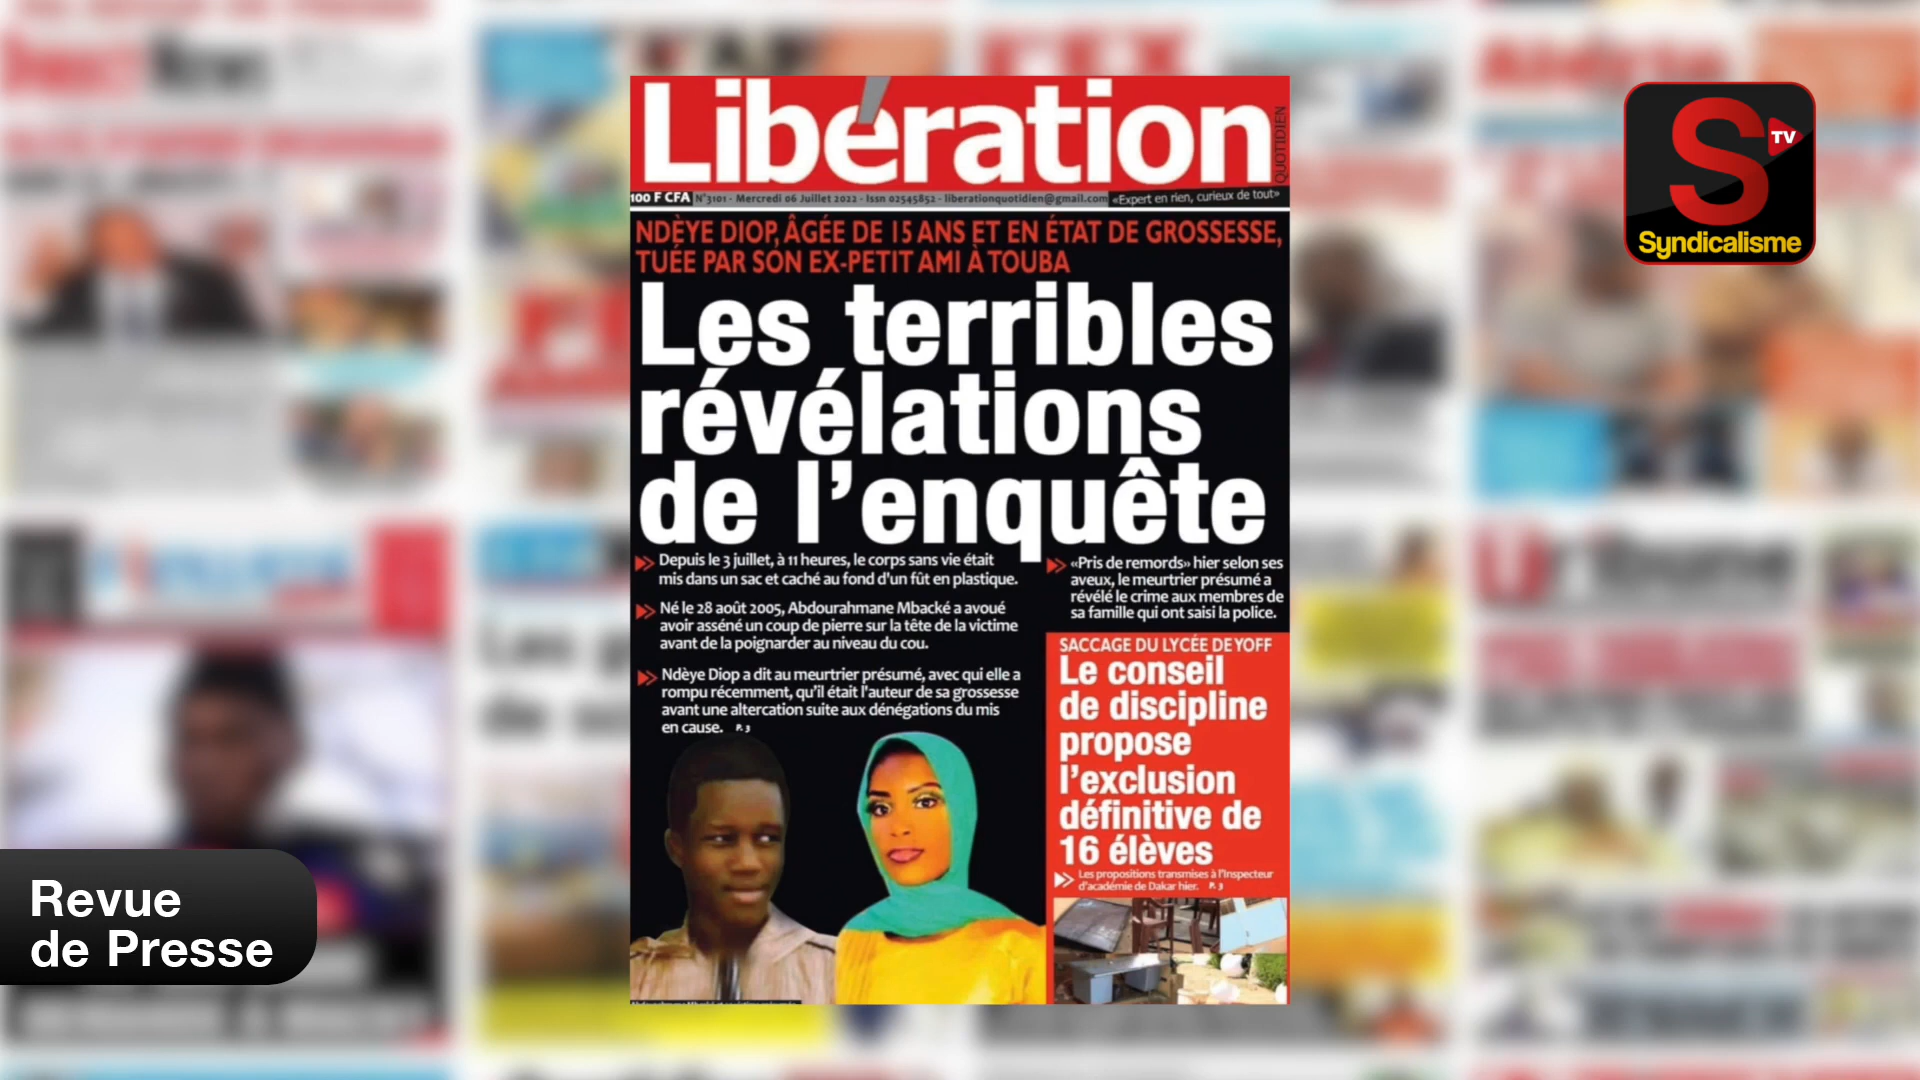 Libération
QUOTIDIEN
100 F CFA N°3101 - Mercredi 06 Juillet 2022 - Issn 02545852 - liberationquotidien@gmail.com «Expert en rien, curieux de tout»
NDÈYE DIOP, ÂGÉE DE 15 ANS ET EN ÉTAT DE GROSSESSE,
TUÉE PAR SON EX-PETIT AMI À TOUBA
Les terribles
révélations
de l’enquête
Depuis le 3 juillet, à 11 heures, le corps sans vie était
mis dans un sac et caché au fond d'un fût en plastique.
Né le 28 août 2005, Abdourahmane Mbacké a avoué
avoir asséné un coup de pierre sur la tête de la victime
avant de la poignarder au niveau du cou.
Ndèye Diop a dit au meurtrier présumé, avec qui elle a
rompu récemment, qu’il était l’auteur de sa grossesse
avant une altercation suite aux dénégations du mis
en cause. P. 3
«Pris de remords» hier selon ses
aveux, le meurtrier présumé a
révélé le crime aux membres de
sa famille qui ont saisi la police.
SACCAGE DU LYCÉE DE YOFF
Le conseil
de discipline
propose
l’exclusion
définitive de
16 élèves
Les propositions transmises à l’Inspecteur
d’académie de Dakar hier. P. 3
S TV
Syndicalisme
Revue
de Presse